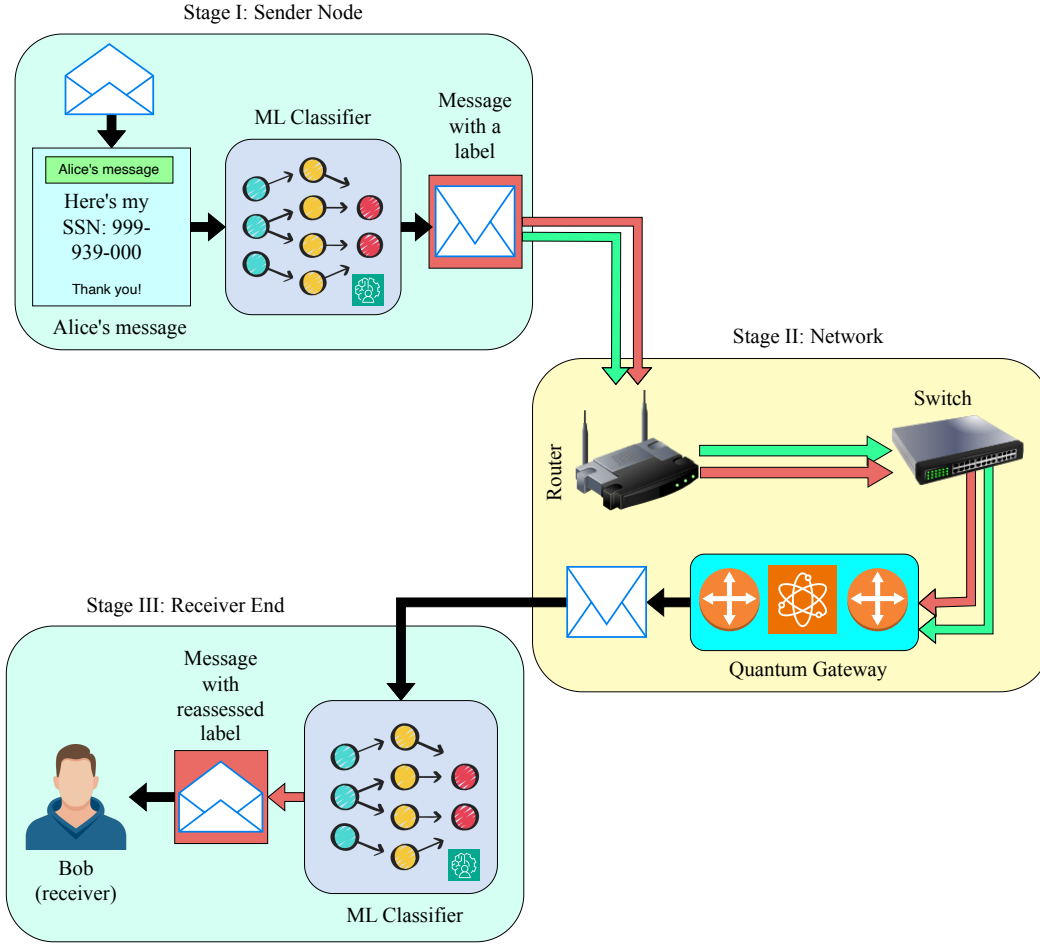 Stage I: Sender Node
Alice's message
Here's my
SSN: 999-
939-000
Thank you!
Alice's message
ML Classifier
Message
with a
label
Stage II: Network
Router
Switch
Quantum Gateway
Stage III: Receiver End
Message
with
reassessed
label
Bob
(receiver)
ML Classifier